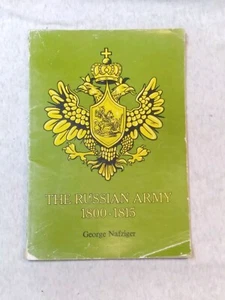 THE RUSSIAN ARMY
1800-1815
George Nafziger